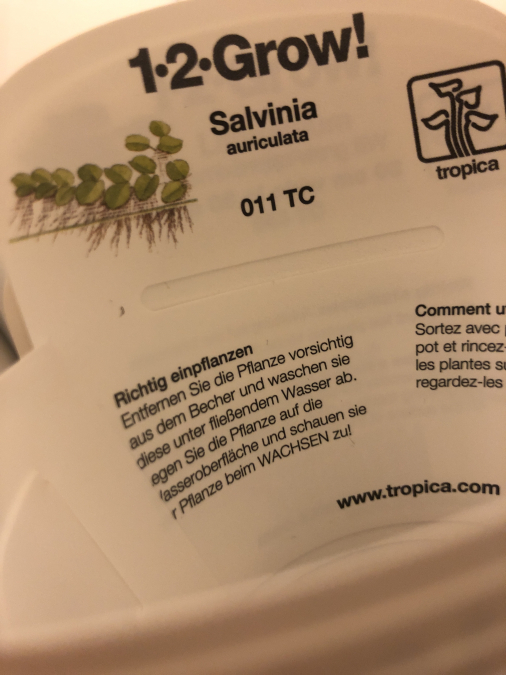 1•2•Grow!
Salvinia
auriculata
tropica
011 TC
Richtig einpflanzen
Entfernen Sie die Pflanze vorsichtig
aus dem Becher und waschen sie
diese unter fließendem Wasser ab.
egen Sie die Pflanze auf die
asseroberfläche und schauen sie
r Pflanze beim WACHSEN zu!
Comment u
Sortez avec
pot et rincez-
les plantes su
regardez-les
www.tropica.com